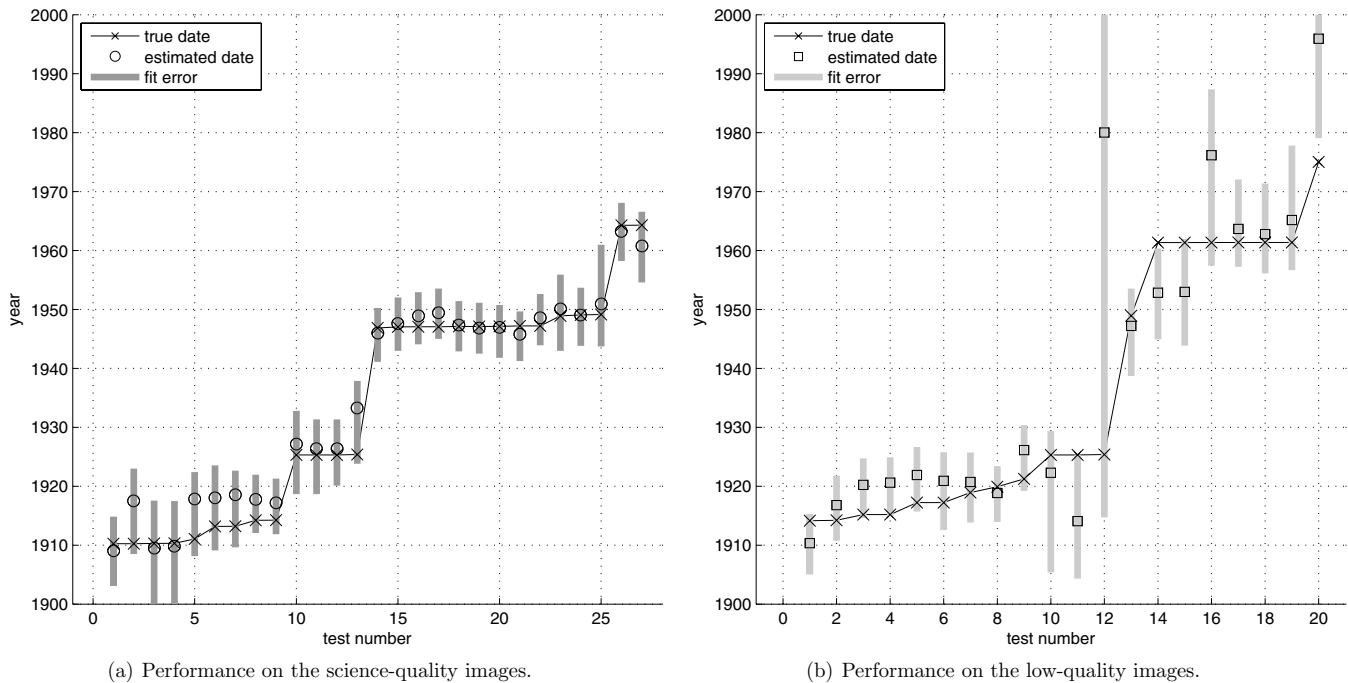 2000
1990
1980
1970
1960
1950
1940
1930
1920
1910
1900
year
true date
estimated date
fit error
0 5 10 15 20 25
test number
(a) Performance on the science-quality images.
2000
1990
1980
1970
1960
1950
1940
1930
1920
1910
1900
year
true date
estimated date
fit error
0 2 4 6 8 10 12 14 16 18 20
test number
(b) Performance on the low-quality images.